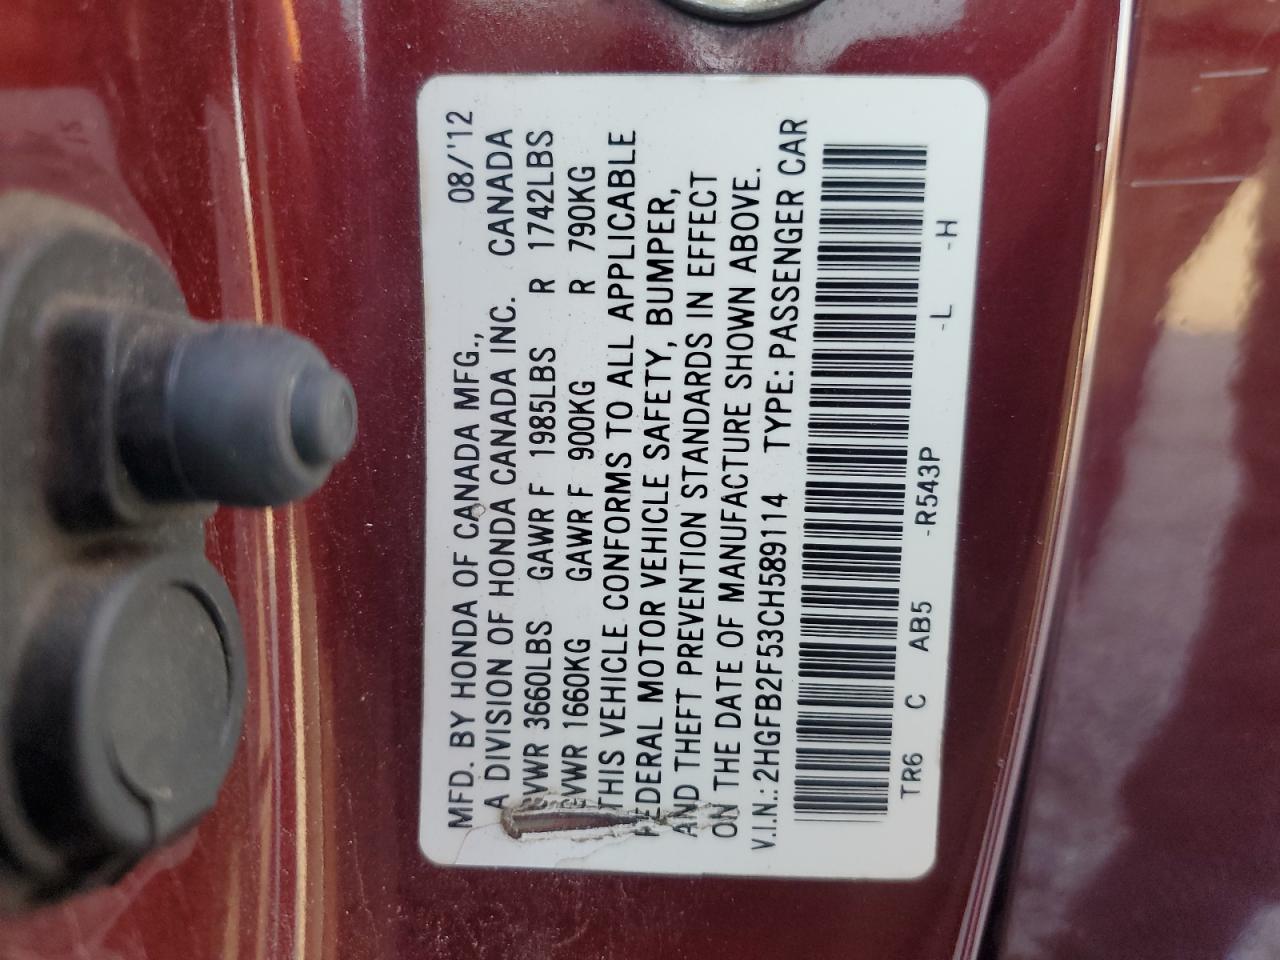 MFD. BY HONDA OF CANADA MFG., 08/'12
A DIVISION OF HONDA CANADA INC. CANADA
GVWR 3660LBS GAWR F 1985LBS R 1742LBS
GVWR 1660KG GAWR F 900KG R 790KG
THIS VEHICLE CONFORMS TO ALL APPLICABLE
FEDERAL MOTOR VEHICLE SAFETY, BUMPER,
AND THEFT PREVENTION STANDARDS IN EFFECT
ON THE DATE OF MANUFACTURE SHOWN ABOVE.
V.I.N.: 2HGFB2F53CH589114 TYPE: PASSENGER CAR
TR6 C AB5 -R543P -L -H